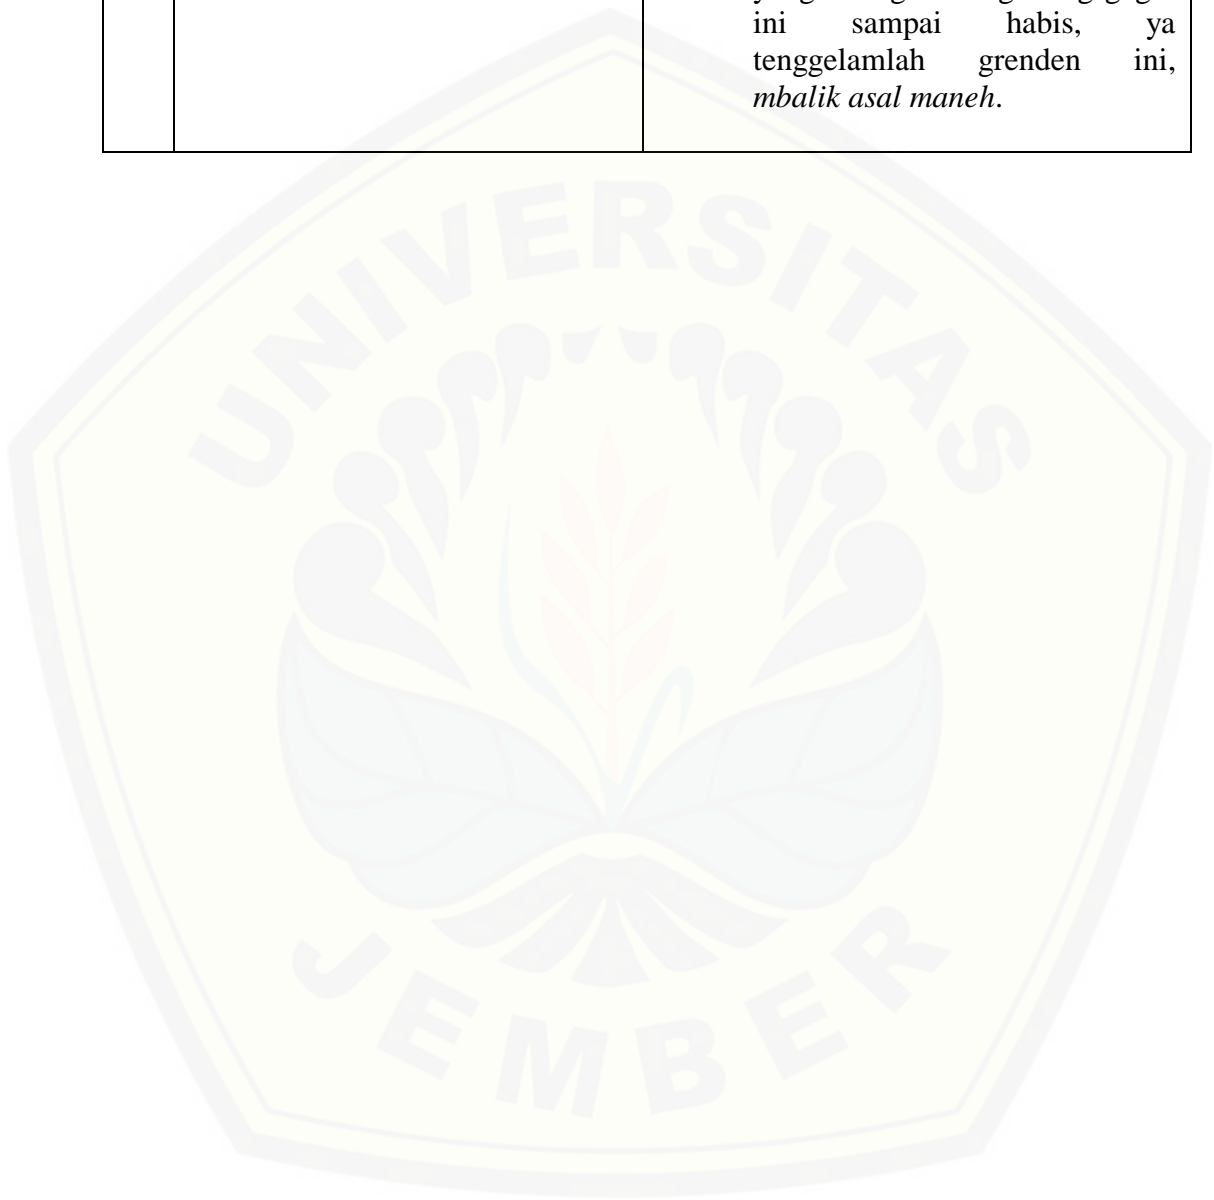 ini sampai habis, ya
tenggelamlah grenden ini,
mbalik asal maneh.
UNIVERSITAS
JEMBER